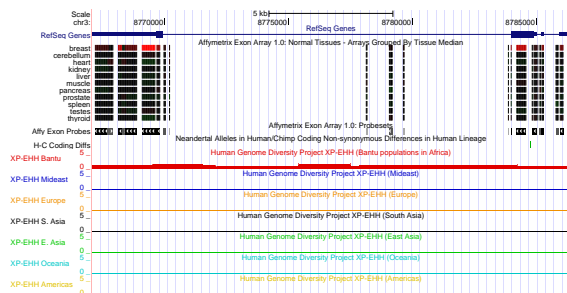 Scale 5 kb
chr3: 8770000 8775000 8780000 8785000
RefSeq Genes
RefSeq Genes
Affymetrix Exon Array 1.0: Normal Tissues - Arrays Grouped By Tissue Median
breast
cerebellum
heart
kidney
liver
muscle
pancreas
prostate
spleen
testes
thyroid
Affymetrix Exon Array 1.0: Probesets
Affy Exon Probes
Neandertal Alleles in Human/Chimp Coding Non-synonymous Differences in Human Lineage
H-C Coding Diffs
Human Genome Diversity Project XP-EHH (Bantu populations in Africa)
5 _
XP-EHH Bantu
0 _
Human Genome Diversity Project XP-EHH (Mideast)
5 _
XP-EHH Mideast
0 _
Human Genome Diversity Project XP-EHH (Europe)
5 _
XP-EHH Europe
0 _
Human Genome Diversity Project XP-EHH (South Asia)
5 _
XP-EHH S. Asia
0 _
Human Genome Diversity Project XP-EHH (East Asia)
5 _
XP-EHH E. Asia
0 _
Human Genome Diversity Project XP-EHH (Oceania)
5 _
XP-EHH Oceania
0 _
Human Genome Diversity Project XP-EHH (Americas)
5 _
XP-EHH Americas
0 _